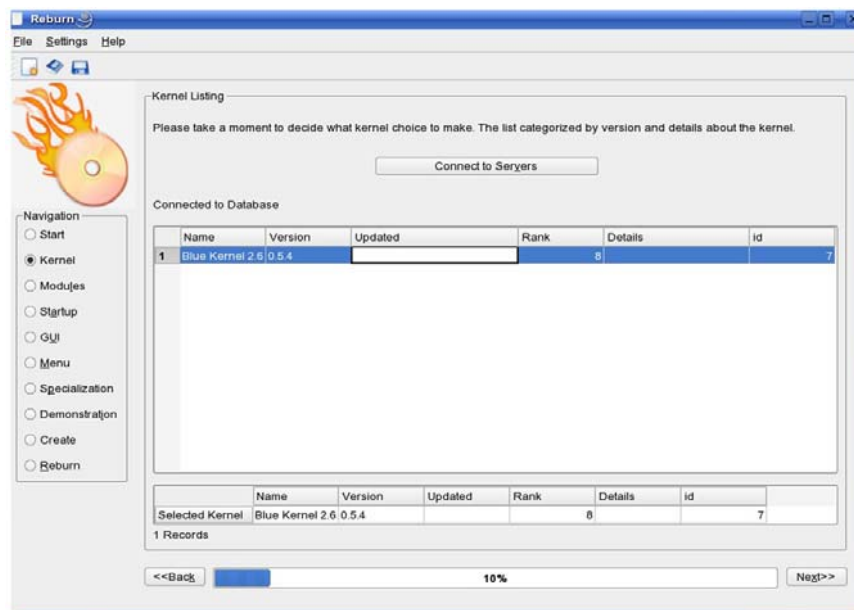 Reburn
File Settings Help
Kernel Listing
Please take a moment to decide what kernel choice to make. The list categorized by version and details about the kernel.
Connect to Servers
Connected to Database
Navigation
Start
Kernel
Modules
Startup
GUI
Menu
Specialization
Demonstration
Create
Reburn
Name Version Updated Rank Details id
1 Blue Kernel 2.6 0.5.4 8 7
Name Version Updated Rank Details id
Selected Kernel Blue Kernel 2.6 0.5.4 8 7
1 Records
<<Back 10% Next>>